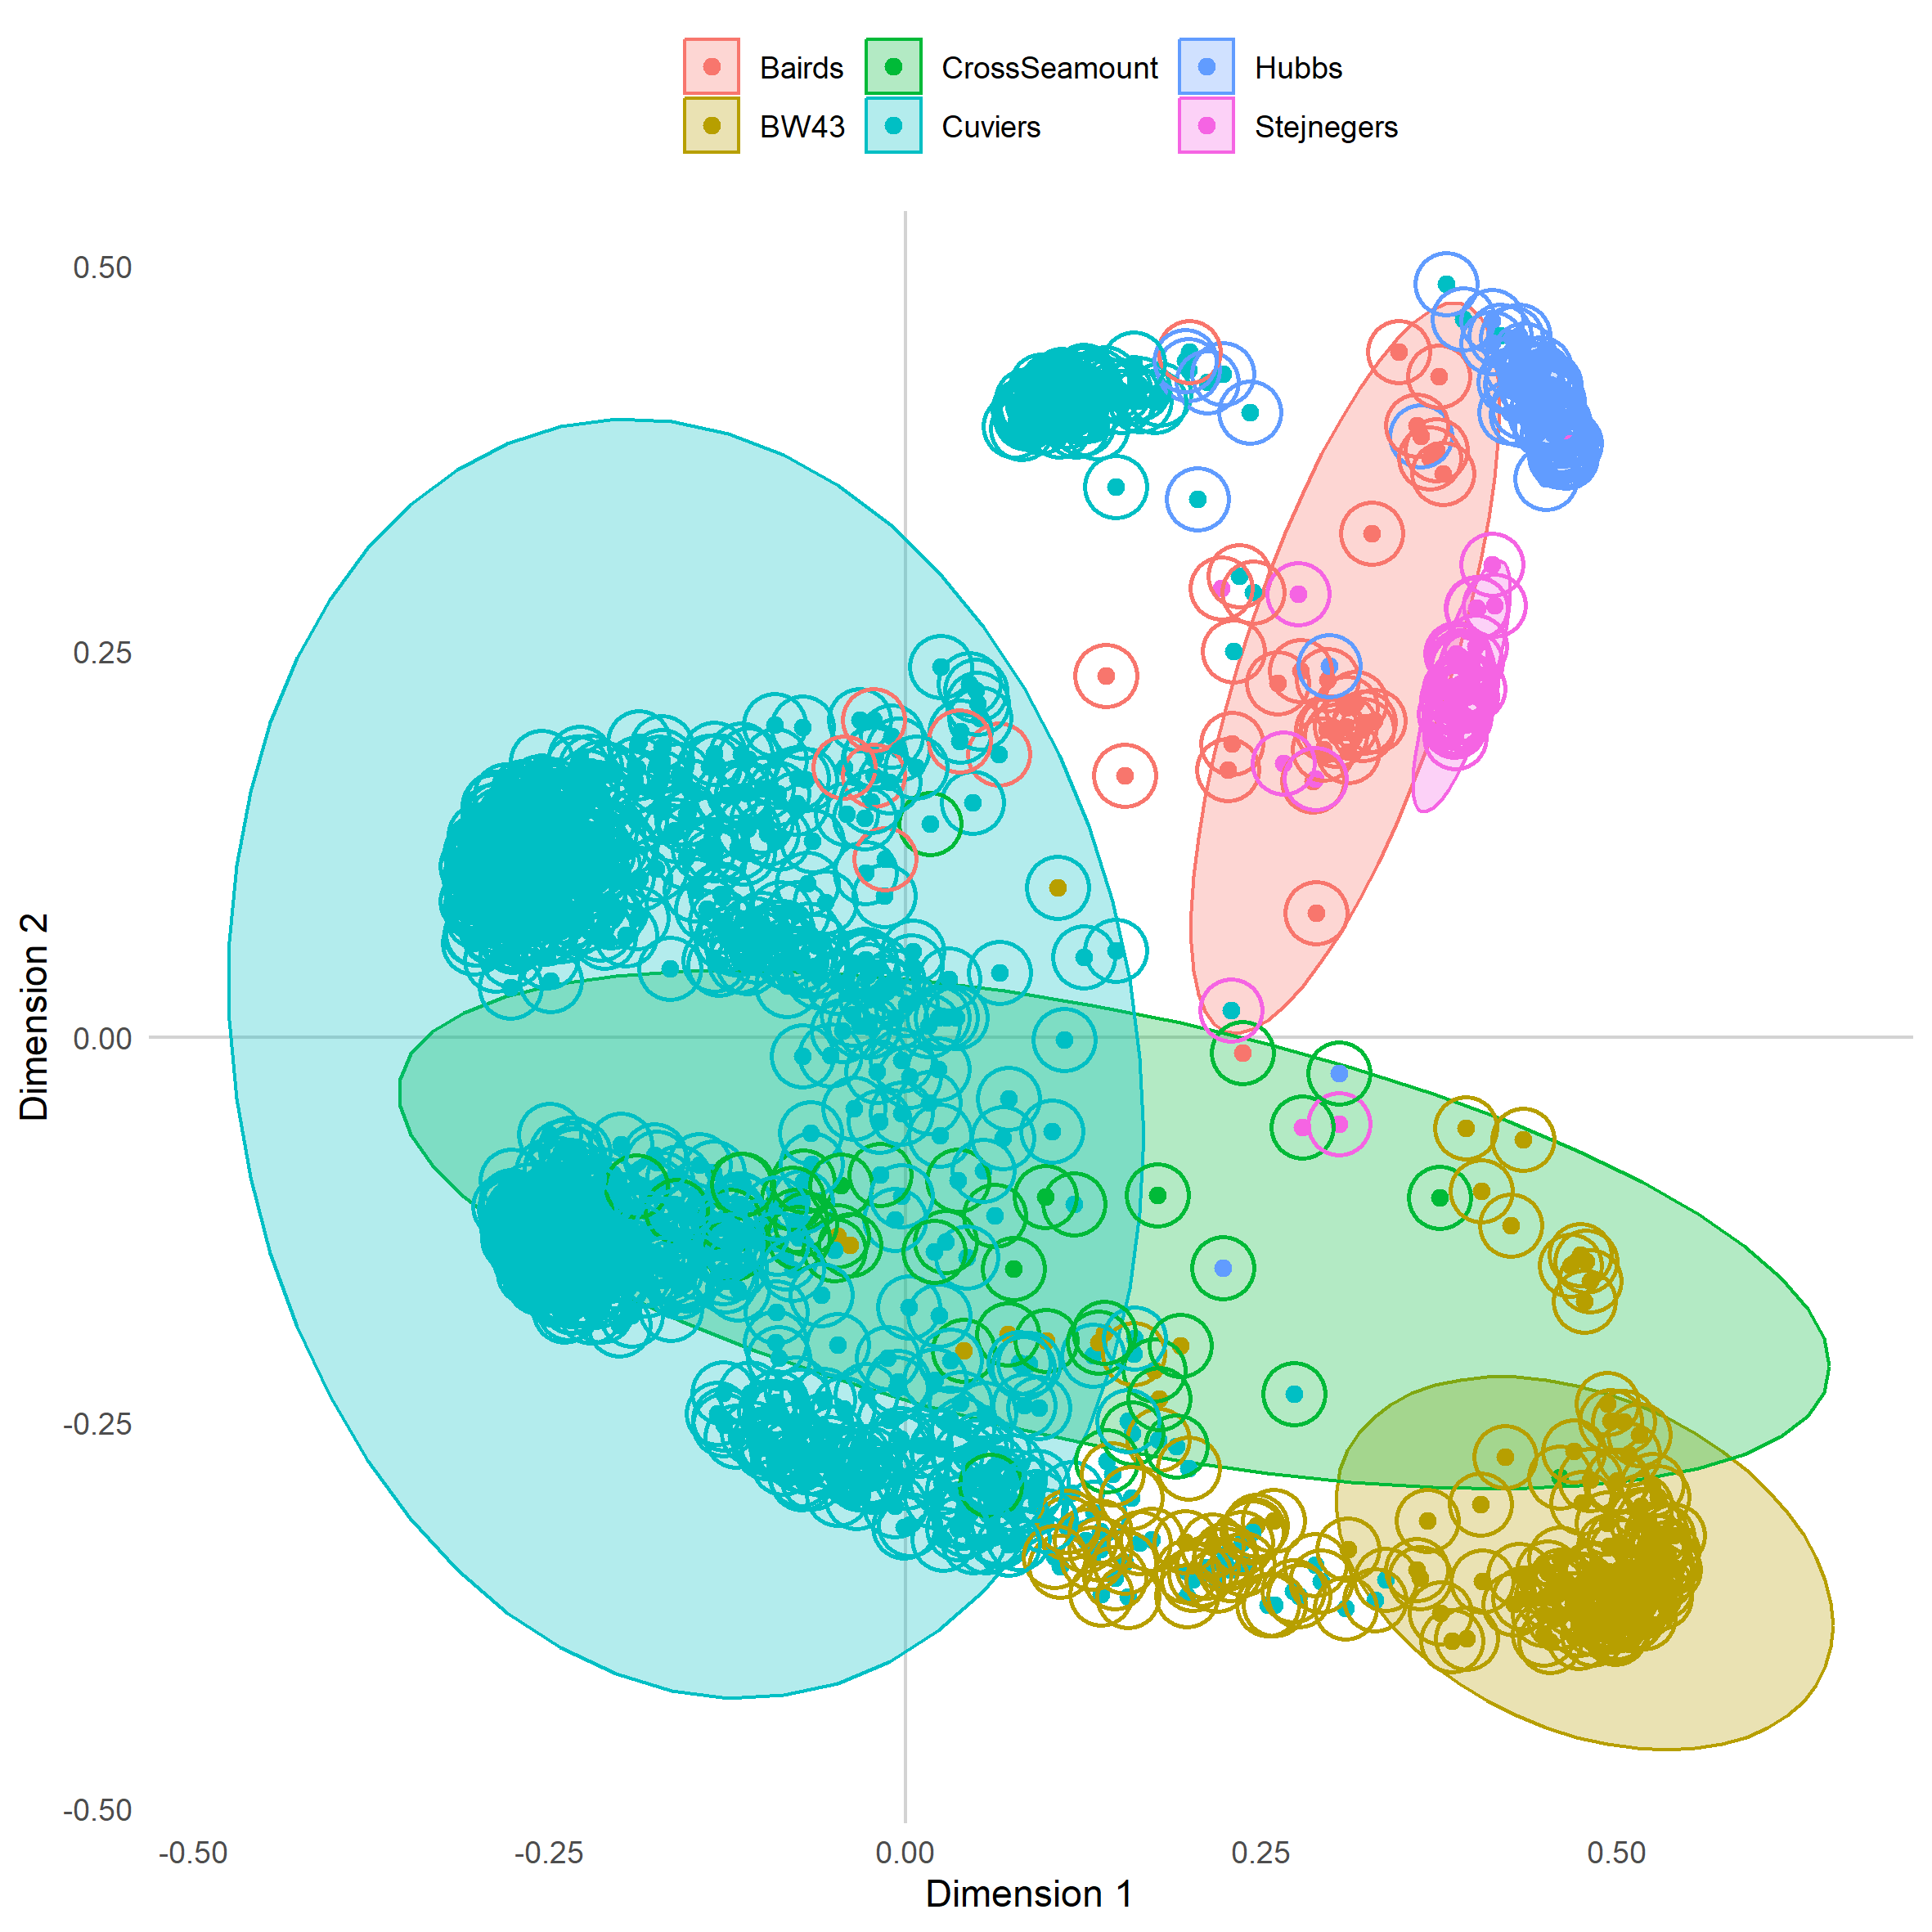 Bairds CrossSeamount Hubbs
BW43 Cuviers Stejnegers
0.50
0.25
0.00
-0.25
-0.50
Dimension 2
-0.50 -0.25 0.00 0.25 0.50
Dimension 1